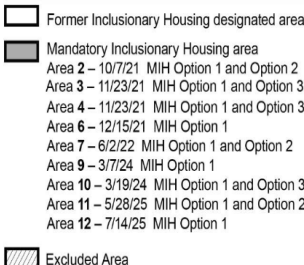 Former Inclusionary Housing designated area
Mandatory Inclusionary Housing area
Area 2 – 10/7/21 MIH Option 1 and Option 2
Area 3 – 11/23/21 MIH Option 1 and Option 3
Area 4 – 11/23/21 MIH Option 1 and Option 3
Area 6 – 12/15/21 MIH Option 1
Area 7 – 6/2/22 MIH Option 1 and Option 2
Area 9 – 3/7/24 MIH Option 1
Area 10 – 3/19/24 MIH Option 1 and Option 3
Area 11 – 5/28/25 MIH Option 1 and Option 2
Area 12 – 7/14/25 MIH Option 1
Excluded Area